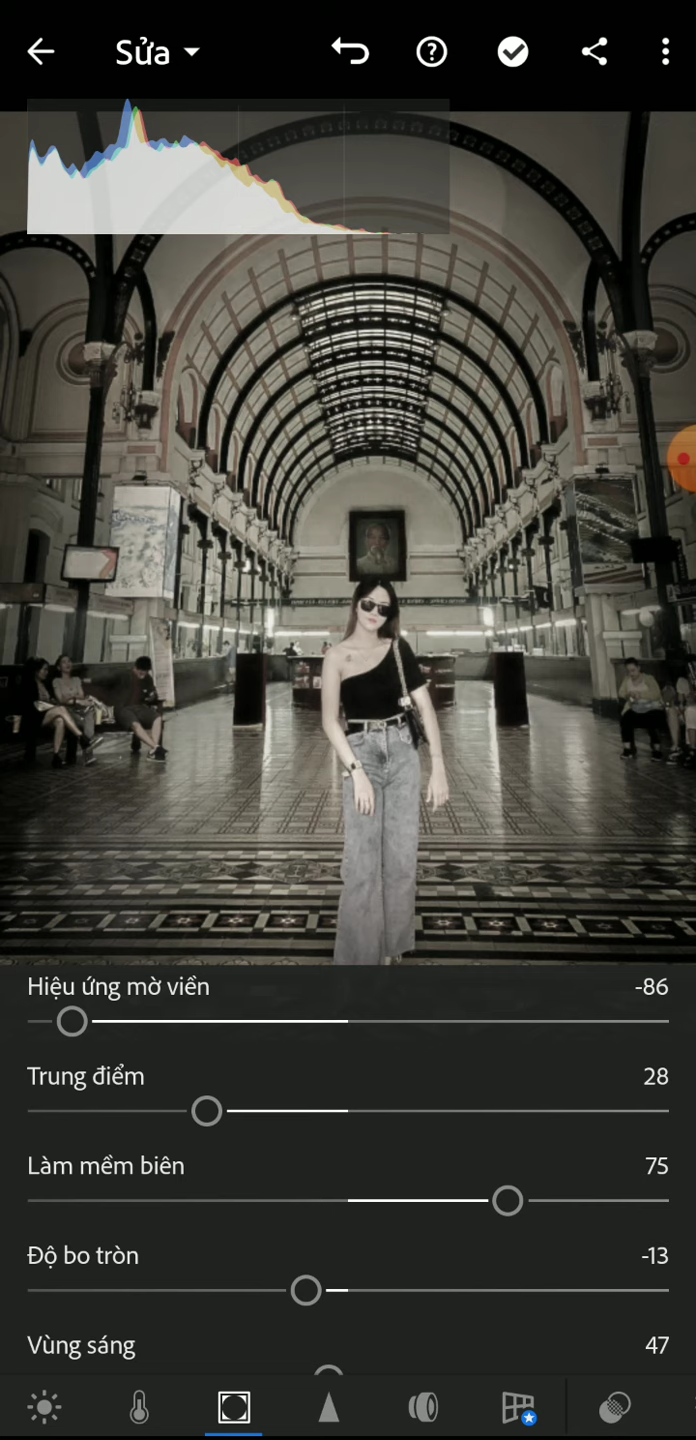 Sửa
Hiệu ứng mờ viền -86
Trung điểm 28
Làm mềm biên 75
Độ bo tròn -13
Vùng sáng 47